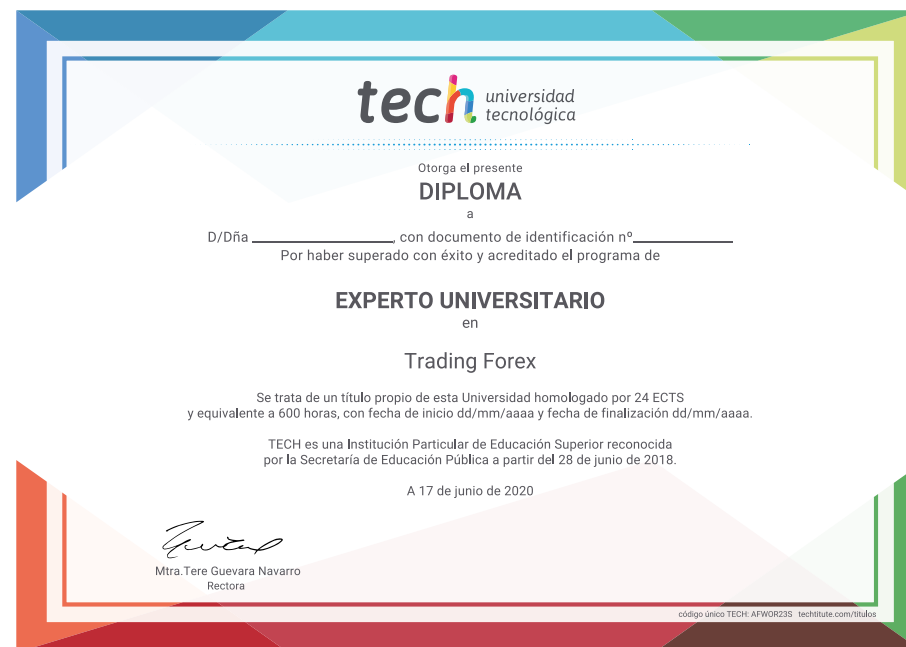 tech universidad
tecnológica
Otorga el presente
DIPLOMA
a
D/Dña ____________________, con documento de identificación nº______________
Por haber superado con éxito y acreditado el programa de
EXPERTO UNIVERSITARIO
en
Trading Forex
Se trata de un título propio de esta Universidad homologado por 24 ECTS
y equivalente a 600 horas, con fecha de inicio dd/mm/aaaa y fecha de finalización dd/mm/aaaa.
TECH es una Institución Particular de Educación Superior reconocida
por la Secretaría de Educación Pública a partir del 28 de junio de 2018.
A 17 de junio de 2020
Mtra.Tere Guevara Navarro
Rectora
código único TECH: AFWOR23S techtitute.com/titulos